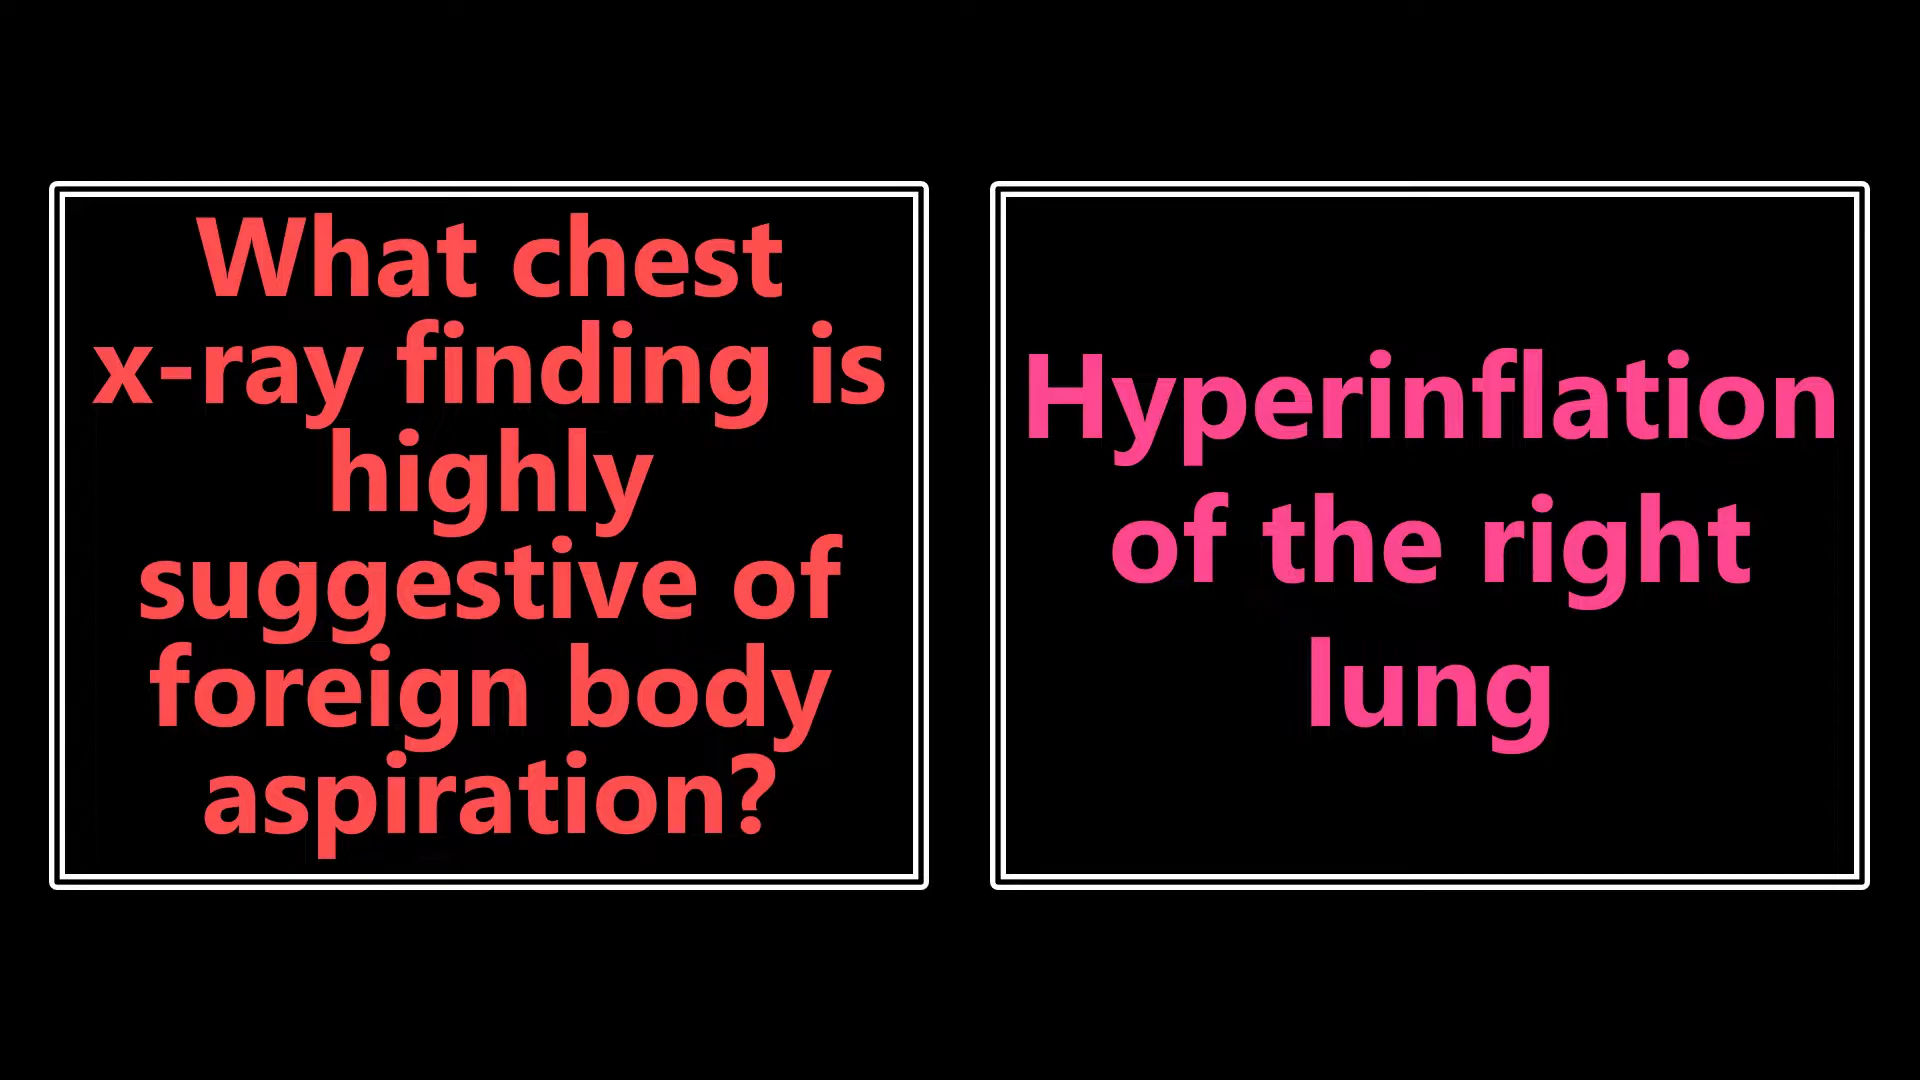 What chest
x-ray finding is
highly
suggestive of
foreign body
aspiration?
Hyperinflation
of the right
lung